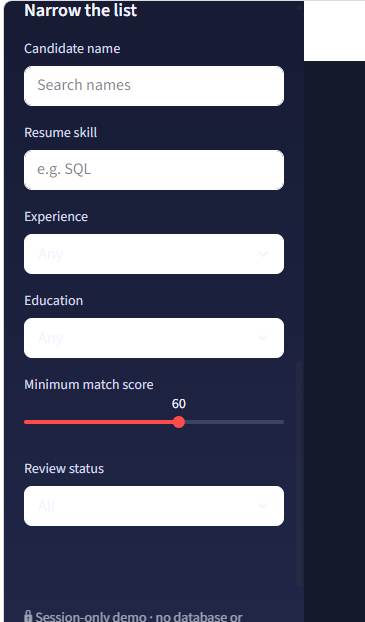 Narrow the list
Candidate name
Search names
Resume skill
e.g. SQL
Experience
Any
Education
Any
Minimum match score
60
Review status
All
Session-only demo · no database or